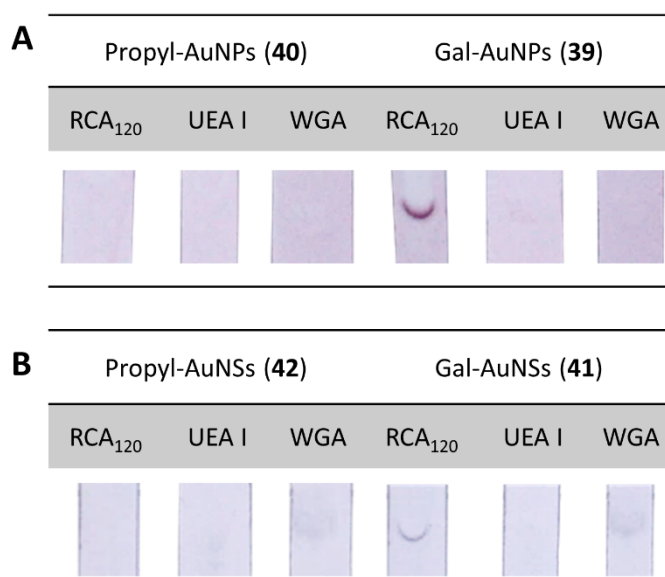 A
Propyl-AuNPs (40) Gal-AuNPs (39)
RCA120 UEA I WGA RCA120 UEA I WGA
B
Propyl-AuNSs (42) Gal-AuNSs (41)
RCA120 UEA I WGA RCA120 UEA I WGA